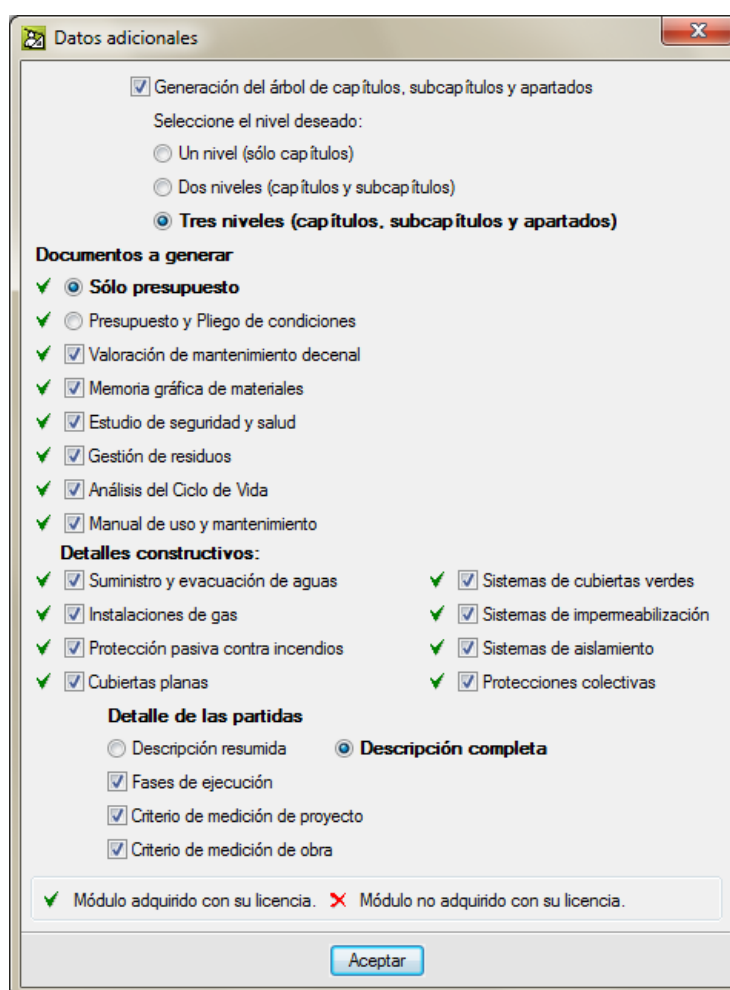 Datos adicionales
Generación del árbol de capítulos, subcapítulos y apartados
Seleccione el nivel deseado:
Un nivel (sólo capítulos)
Dos niveles (capítulos y subcapítulos)
Tres niveles (capítulos, subcapítulos y apartados)
Documentos a generar
Sólo presupuesto
Presupuesto y Pliego de condiciones
Valoración de mantenimiento decenal
Memoria gráfica de materiales
Estudio de seguridad y salud
Gestión de residuos
Análisis del Ciclo de Vida
Manual de uso y mantenimiento
Detalles constructivos:
Suministro y evacuación de aguas Sistemas de cubiertas verdes
Instalaciones de gas Sistemas de impermeabilización
Protección pasiva contra incendios Sistemas de aislamiento
Cubiertas planas Protecciones colectivas
Detalle de las partidas
Descripción resumida Descripción completa
Fases de ejecución
Criterio de medición de proyecto
Criterio de medición de obra
Módulo adquirido con su licencia. Módulo no adquirido con su licencia.
Aceptar